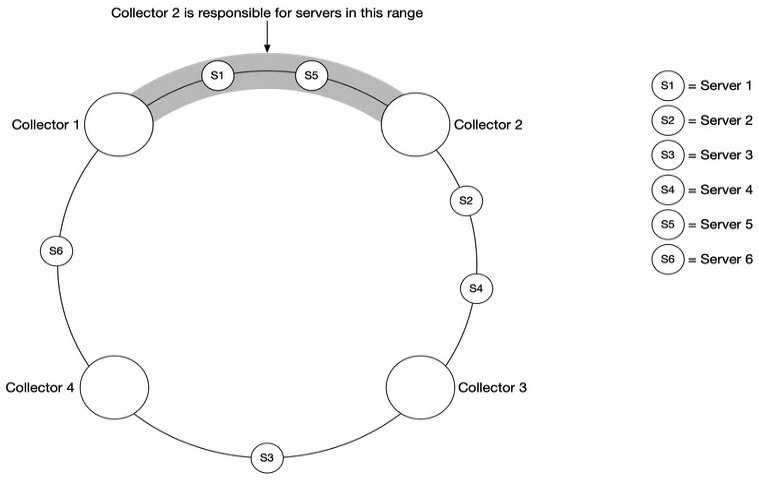 Collector 2 is responsible for servers in this range
S1
S5
S1 = Server 1
Collector 1
Collector 2
S2 = Server 2
S3 = Server 3
S2
S4 = Server 4
S5 = Server 5
S6
S6 = Server 6
S4
Collector 4
Collector 3
S3